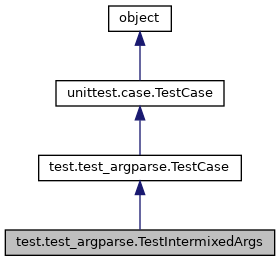 object
unittest.case.TestCase
test.test_argparse.TestCase
test.test_argparse.TestIntermixedArgs